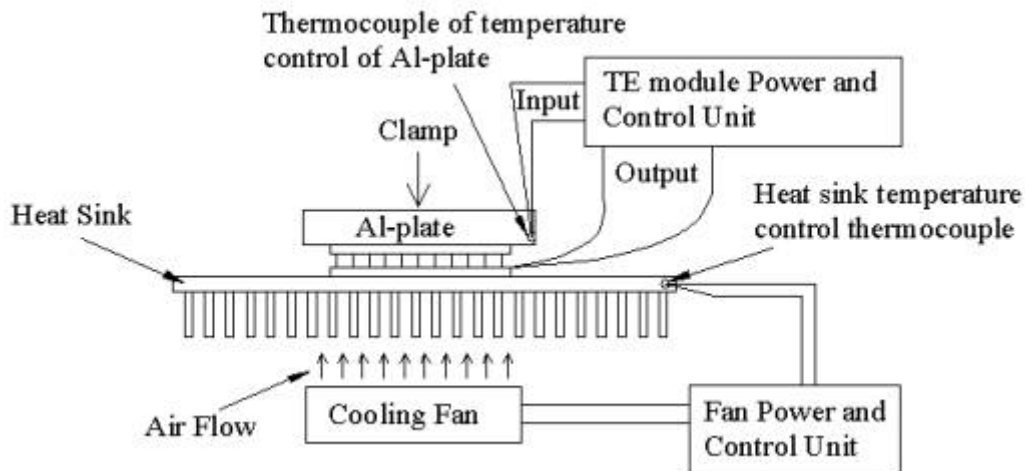 Thermocouple of temperature
control of Al-plate
TE module Power and
Control Unit
Input
Clamp
Output
Heat Sink
Al-plate
Heat sink temperature
control thermocouple
Air Flow
Cooling Fan
Fan Power and
Control Unit